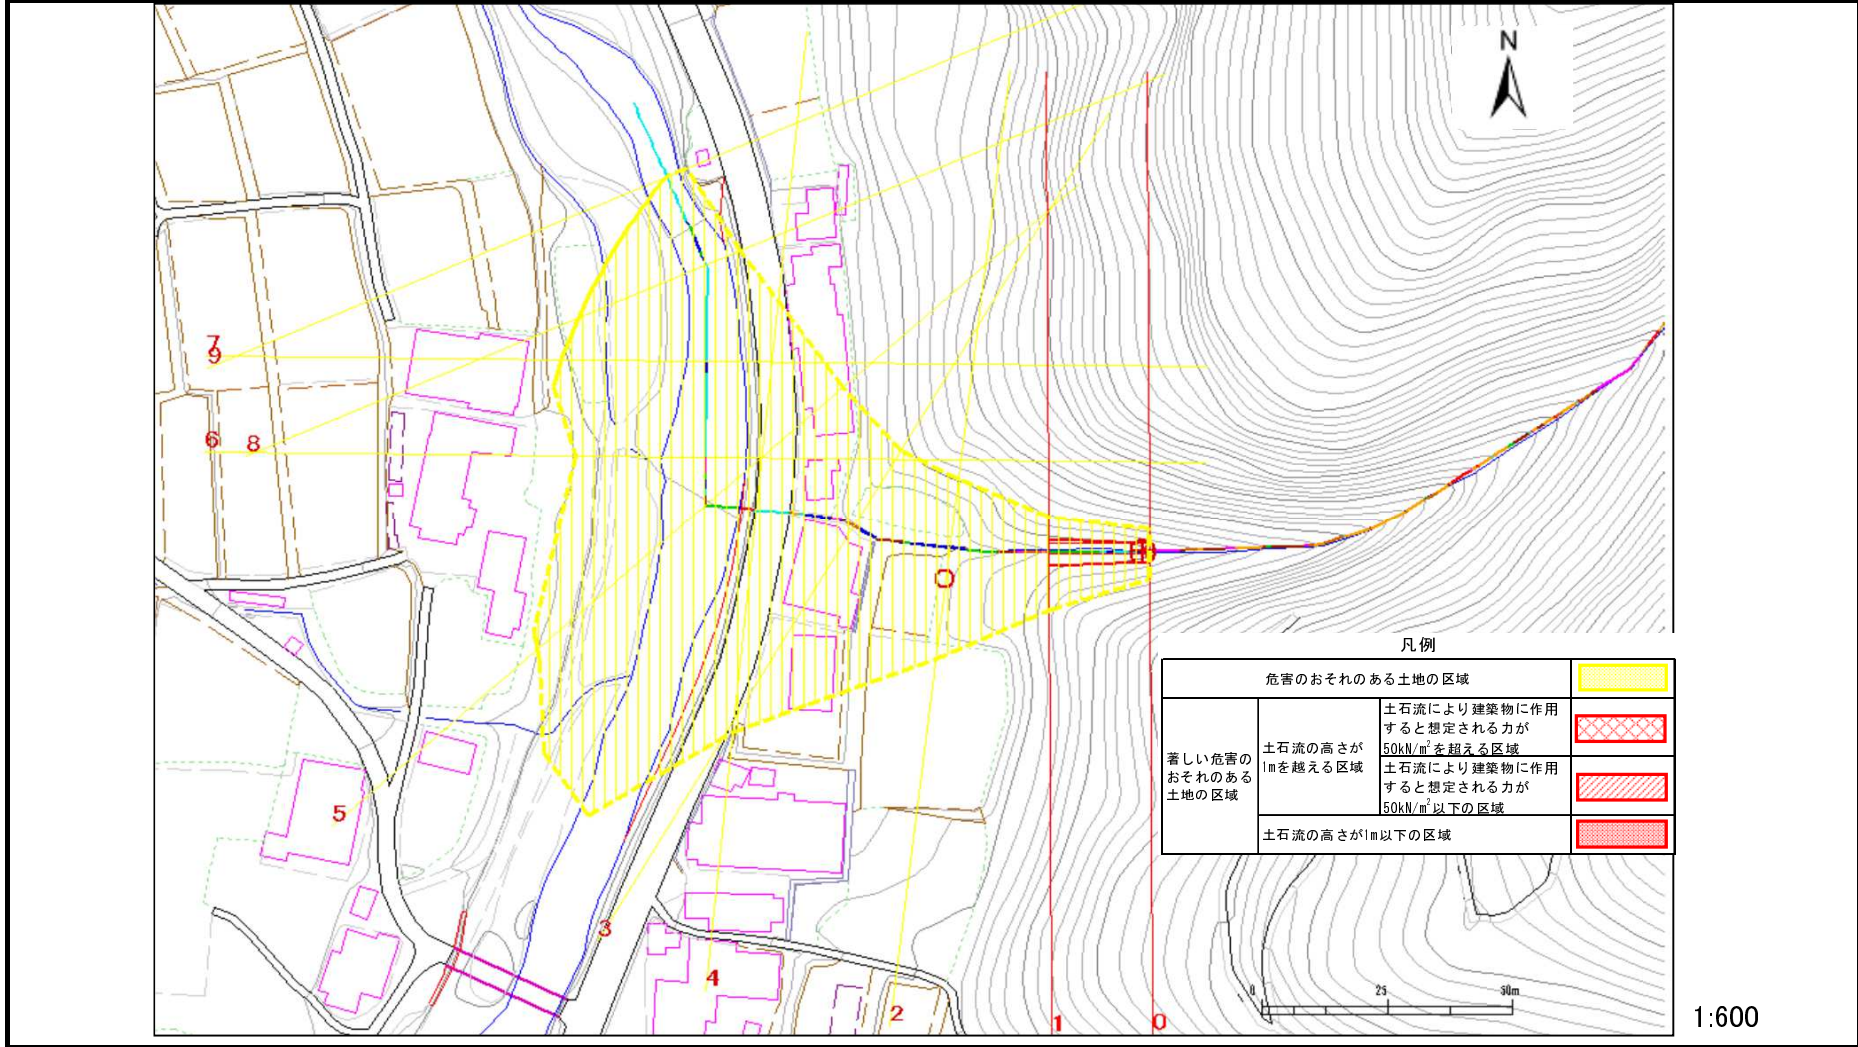 N
7
9
6
8
5
3
4
2
1
0
凡例
危害のおそれのある土地の区域
著しい危害の
おそれのある
土地の区域
土石流の高さが
1mを越える区域
土石流により建築物に作用
すると想定される力が
50kN/㎡を超える区域
土石流により建築物に作用
すると想定される力が
50kN/㎡以下の区域
土石流の高さが1m以下の区域
0 25 50m
1:600